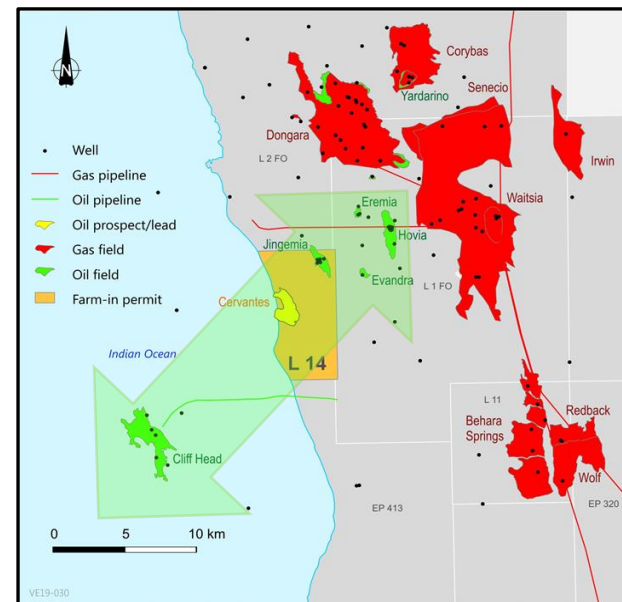 N
Well
Gas pipeline
Oil pipeline
Oil prospect/lead
Gas field
Oil field
Farm-in permit
Corybas
Yardarino
Senecio
Dongara
L 2 FO
Irwin
Eremia
Waitsia
Jingemia
Hovia
Evandra
L 1 FO
Cervantes
L 14
Indian Ocean
L 11
Behara
Springs
Redback
Cliff Head
Wolf
EP 413
EP 320
0 5 10 km
VE19-030